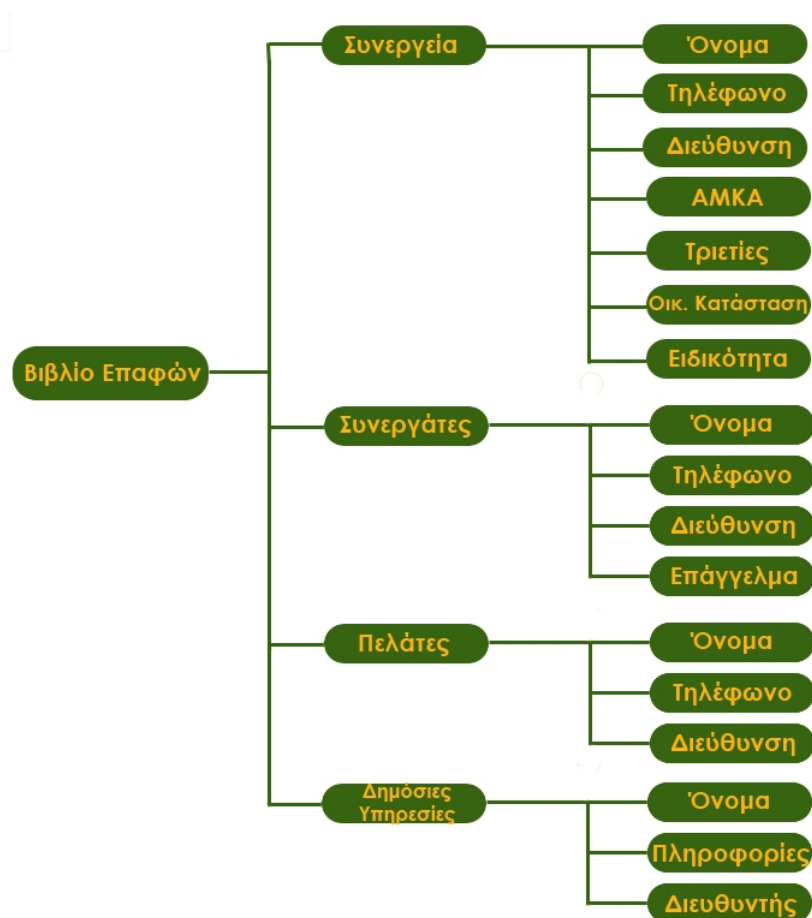 Βιβλίο Επαφών
Συνεργεία
Όνομα
Τηλέφωνο
Διεύθυνση
ΑΜΚΑ
Τριετίες
Οικ. Κατάσταση
Ειδικότητα
Συνεργάτες
Όνομα
Τηλέφωνο
Διεύθυνση
Επάγγελμα
Πελάτες
Όνομα
Τηλέφωνο
Διεύθυνση
Δημόσιες
Υπηρεσίες
Όνομα
Πληροφορίες
Διευθυντής